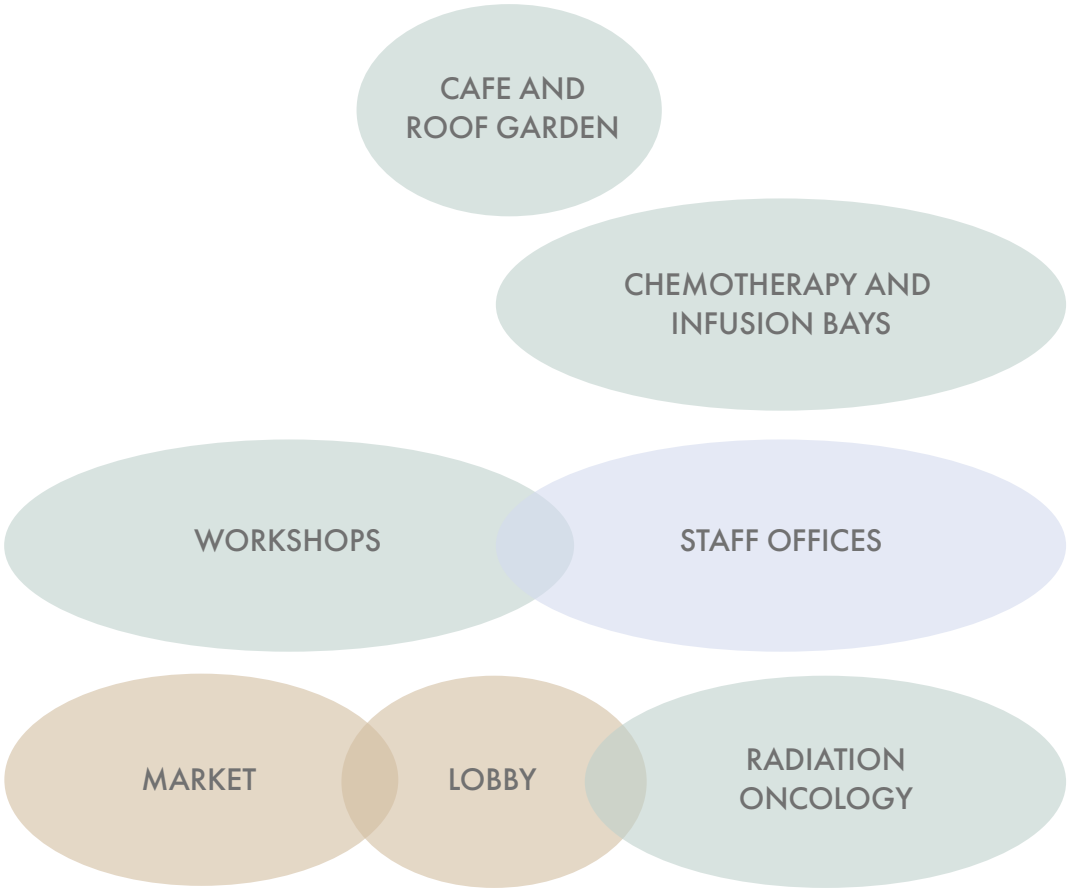 CAFE AND
ROOF GARDEN
CHEMOTHERAPY AND
INFUSION BAYS
WORKSHOPS
STAFF OFFICES
MARKET
LOBBY
RADIATION
ONCOLOGY